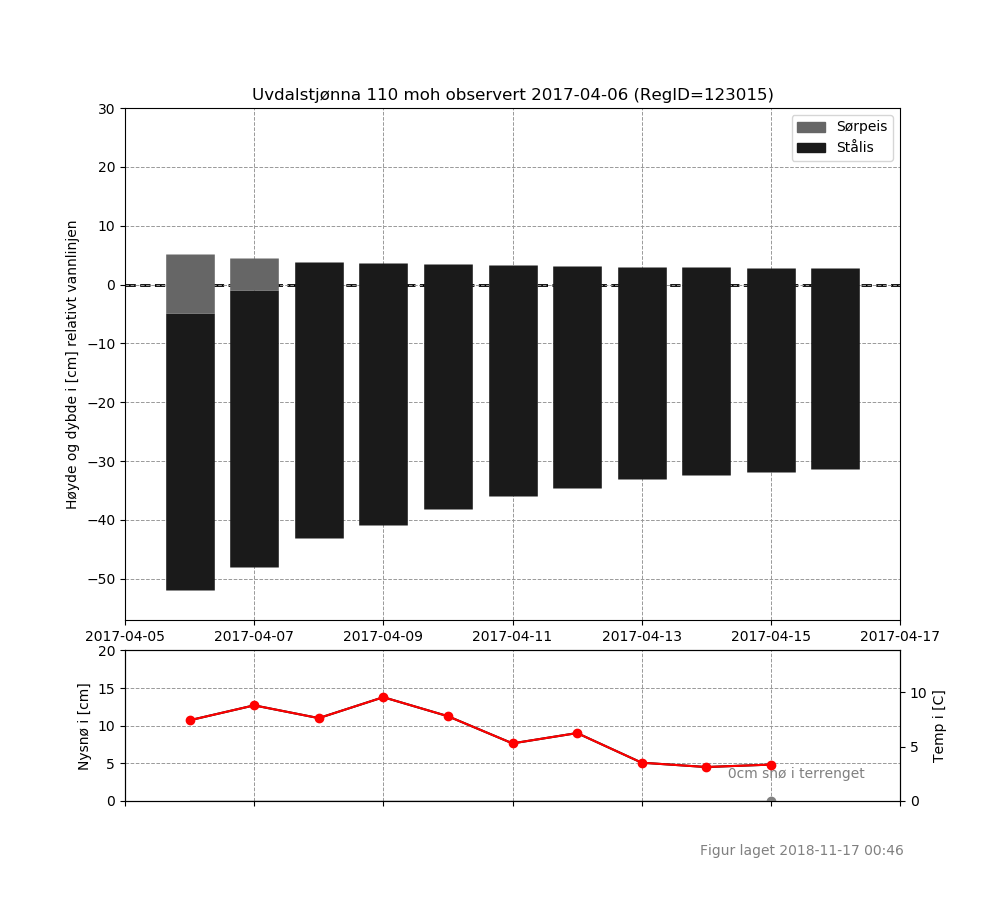 Uvdalstjønna 110 moh observert 2017-04-06 (RegID=123015)
Sørpeis
Stålis
Høyde og dybde i [cm] relativt vannlinjen
30
20
10
0
−10
−20
−30
−40
−50
2017-04-05 2017-04-07 2017-04-09 2017-04-11 2017-04-13 2017-04-15 2017-04-17
Nysnø i [cm]
20
15
10
5
0
Temp i [C]
10
5
0
0cm snø i terrenget
Figur laget 2018-11-17 00:46